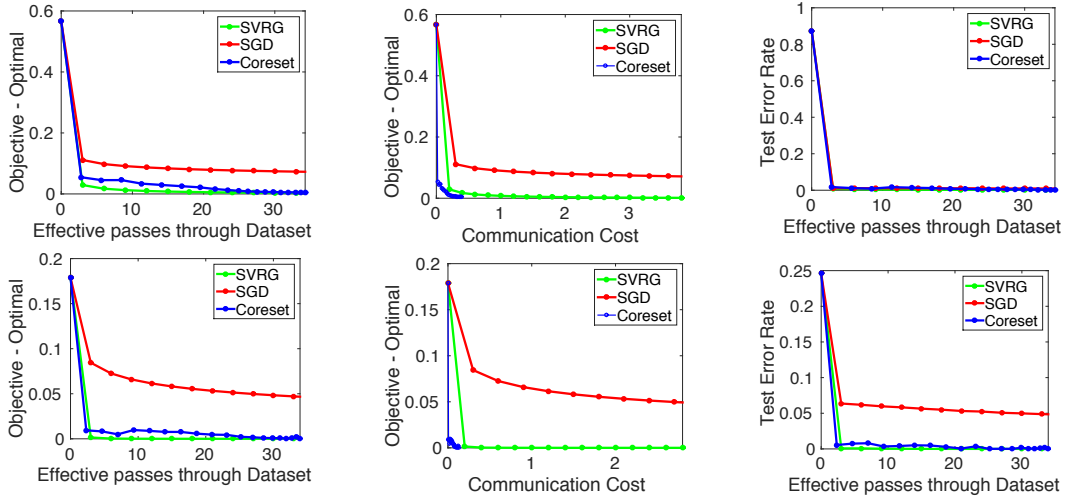 0.6
0.4
0.2
0
0
10
20
30
Objective - Optimal
Effective passes through Dataset
SVRG
SGD
Coreset
0.6
0.4
0.2
0
0
1
2
3
Objective - Optimal
Communication Cost
SVRG
SGD
Coreset
1
0.8
0.6
0.4
0.2
0
0
10
20
30
Test Error Rate
Effective passes through Dataset
SVRG
SGD
Coreset
0.2
0.15
0.1
0.05
0
0
10
20
30
Objective - Optimal
Effective passes through Dataset
SVRG
SGD
Coreset
0.2
0.15
0.1
0.05
0
0
1
2
Objective - Optimal
Communication Cost
SVRG
SGD
Coreset
0.25
0.2
0.15
0.1
0.05
0
0
10
20
30
Test Error Rate
Effective passes through Dataset
SVRG
SGD
Coreset